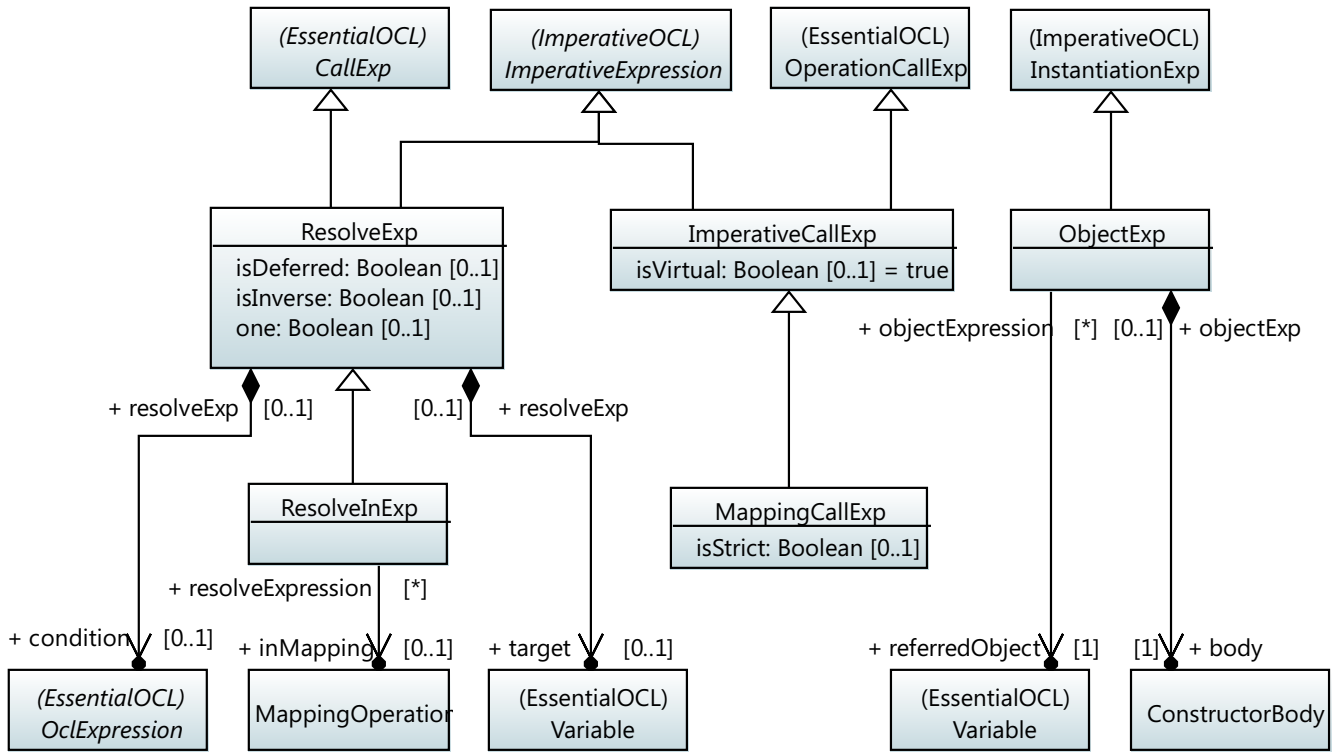 (EssentialOCL)
CallExp
(ImperativeOCL)
ImperativeExpression
(EssentialOCL)
OperationCallExp
(ImperativeOCL)
InstantiationExp
ResolveExp
isDeferred: Boolean [0..1]
isInverse: Boolean [0..1]
one: Boolean [0..1]
ImperativeCallExp
isVirtual: Boolean [0..1] = true
ObjectExp
+ objectExpression [*]
[0..1] + objectExp
+ resolveExp [0..1]
[0..1] + resolveExp
ResolveInExp
MappingCallExp
isStrict: Boolean [0..1]
+ resolveExpression [*]
+ condition [0..1]
+ inMapping [0..1]
+ target [0..1]
+ referredObject [1]
[1] + body
(EssentialOCL)
OclExpression
MappingOperation
(EssentialOCL)
Variable
(EssentialOCL)
Variable
ConstructorBody